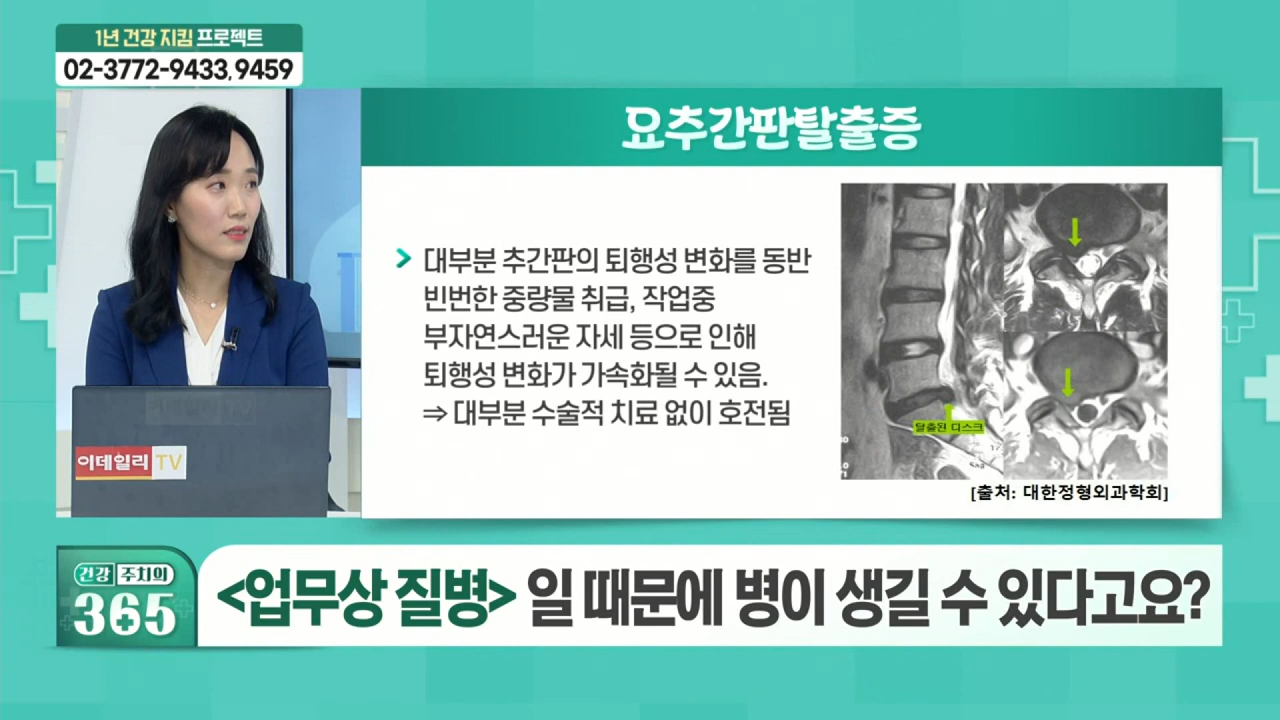 1년 건강 지킴 프로젝트
02-3772-9433, 9459
요추간판탈출증
대부분 추간판의 퇴행성 변화를 동반
빈번한 중량물 취급, 작업중
부자연스러운 자세 등으로 인해
퇴행성 변화가 가속화될 수 있음.
⇒ 대부분 수술적 치료 없이 호전됨
탈출된 디스크
[출처: 대한정형외과학회]
이데일리 TV
건강 주치의
365
<업무상 질병> 일 때문에 병이 생길 수 있다고요?